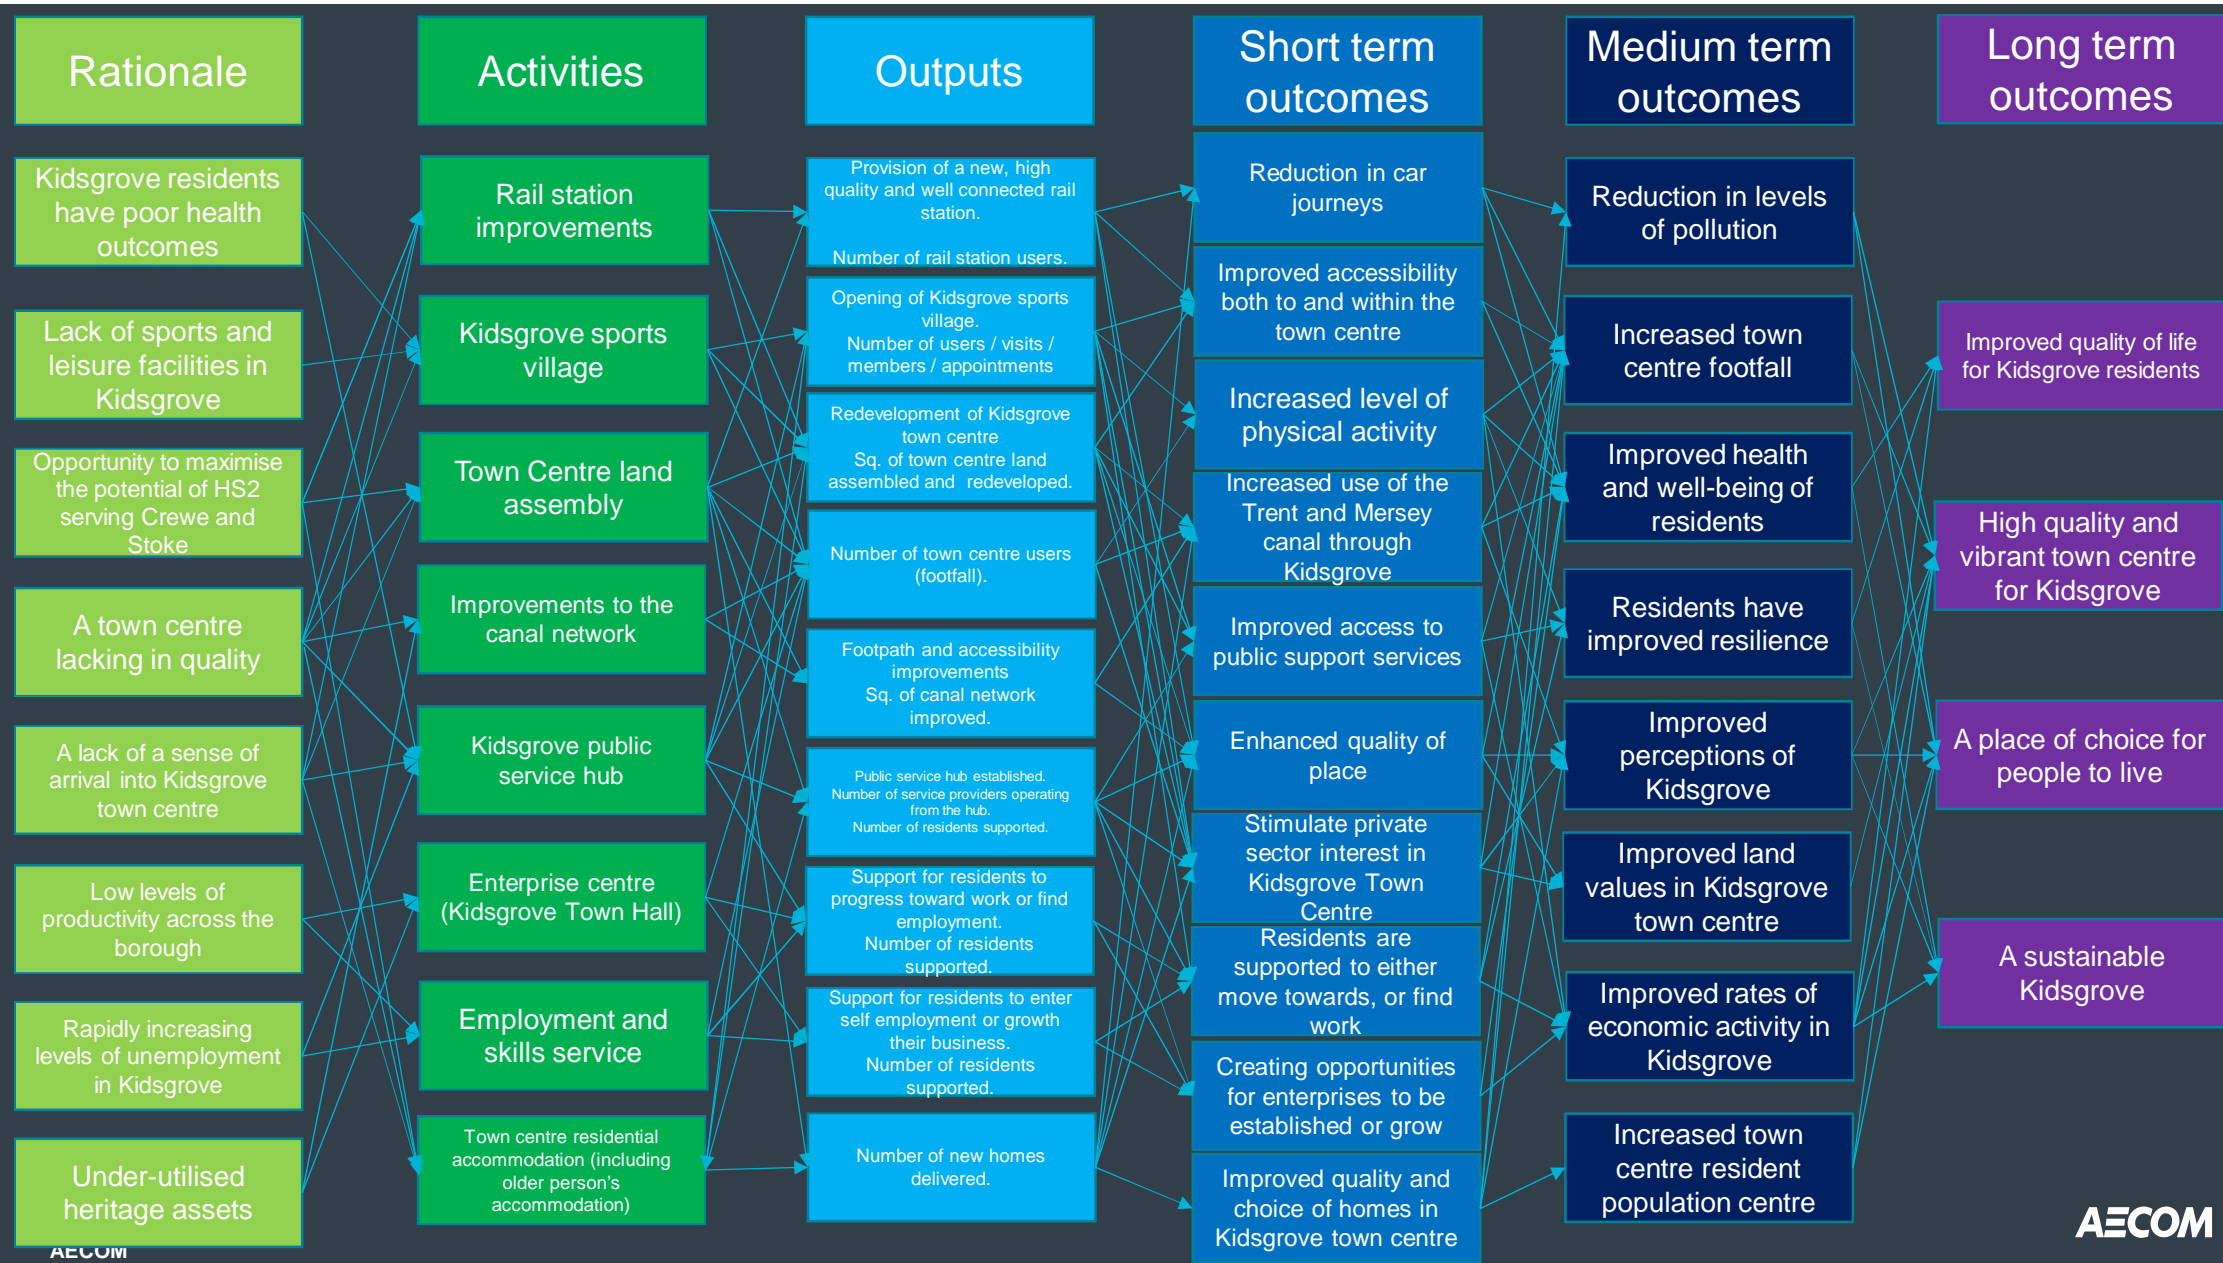 Rationale
Activities
Outputs
Short term
outcomes
Medium term
outcomes
Long term
outcomes
Kidsgrove residents
have poor health
outcomes
Lack of sports and
leisure facilities in
Kidsgrove
Opportunity to maximise
the potential of HS2
serving Crewe and
Stoke
A town centre
lacking in quality
A lack of a sense of
arrival into Kidsgrove
town centre
Low levels of
productivity across the
borough
Rapidly increasing
levels of unemployment
in Kidsgrove
Under-utilised
heritage assets
Rail station
improvements
Kidsgrove sports
village
Town Centre land
assembly
Improvements to the
canal network
Kidsgrove public
service hub
Enterprise centre
(Kidsgrove Town Hall)
Employment and
skills service
Town centre residential
accommodation (including
older person's
accommodation)
Provision of a new, high
quality and well connected rail
station.
Number of rail station users.
Opening of Kidsgrove sports
village.
Number of users / visits /
members / appointments
Redevelopment of Kidsgrove
town centre
Sq. of town centre land
assembled and redeveloped.
Number of town centre users
(footfall).
Footpath and accessibility
improvements
Sq. of canal network
improved.
Public service hub established.
Number of service providers operating
from the hub.
Number of residents supported.
Support for residents to
progress toward work or find
employment.
Number of residents
supported.
Support for residents to enter
self employment or growth
their business.
Number of residents
supported.
Number of new homes
delivered.
Reduction in car
journeys
Improved accessibility
both to and within the
town centre
Increased level of
physical activity
Increased use of the
Trent and Mersey
canal through
Kidsgrove
Improved access to
public support services
Enhanced quality of
place
Stimulate private
sector interest in
Kidsgrove Town
Centre
Residents are
supported to either
move towards, or find
work
Creating opportunities
for enterprises to be
established or grow
Improved quality and
choice of homes in
Kidsgrove town centre
Reduction in levels
of pollution
Increased town
centre footfall
Improved health
and well-being of
residents
Residents have
improved resilience
Improved
perceptions of
Kidsgrove
Improved land
values in Kidsgrove
town centre
Improved rates of
economic activity in
Kidsgrove
Increased town
centre resident
population centre
Improved quality of life
for Kidsgrove residents
High quality and
vibrant town centre
for Kidsgrove
A place of choice for
people to live
A sustainable
Kidsgrove
AECOM
AECOM